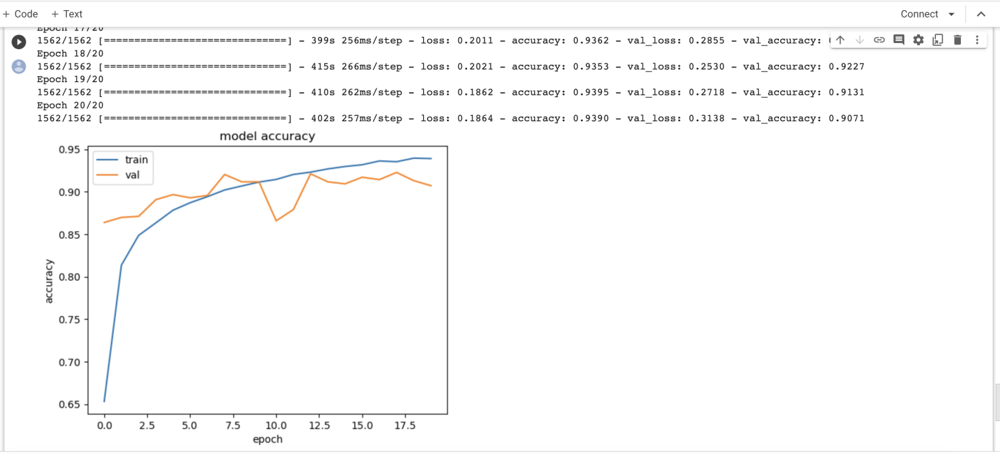 + Code + Text Connect
Epoch 17/20
1562/1562 [==============================] - 399s 256ms/step - loss: 0.2011 - accuracy: 0.9362 - val_loss: 0.2855 - val_accuracy:
Epoch 18/20
1562/1562 [==============================] - 415s 266ms/step - loss: 0.2021 - accuracy: 0.9353 - val_loss: 0.2530 - val_accuracy: 0.9227
Epoch 19/20
1562/1562 [==============================] - 410s 262ms/step - loss: 0.1862 - accuracy: 0.9395 - val_loss: 0.2718 - val_accuracy: 0.9131
Epoch 20/20
1562/1562 [==============================] - 402s 257ms/step - loss: 0.1864 - accuracy: 0.9390 - val_loss: 0.3138 - val_accuracy: 0.9071
model accuracy
train
val
0.95
0.90
0.85
0.80
0.75
0.70
0.65
accuracy
0.0 2.5 5.0 7.5 10.0 12.5 15.0 17.5
epoch